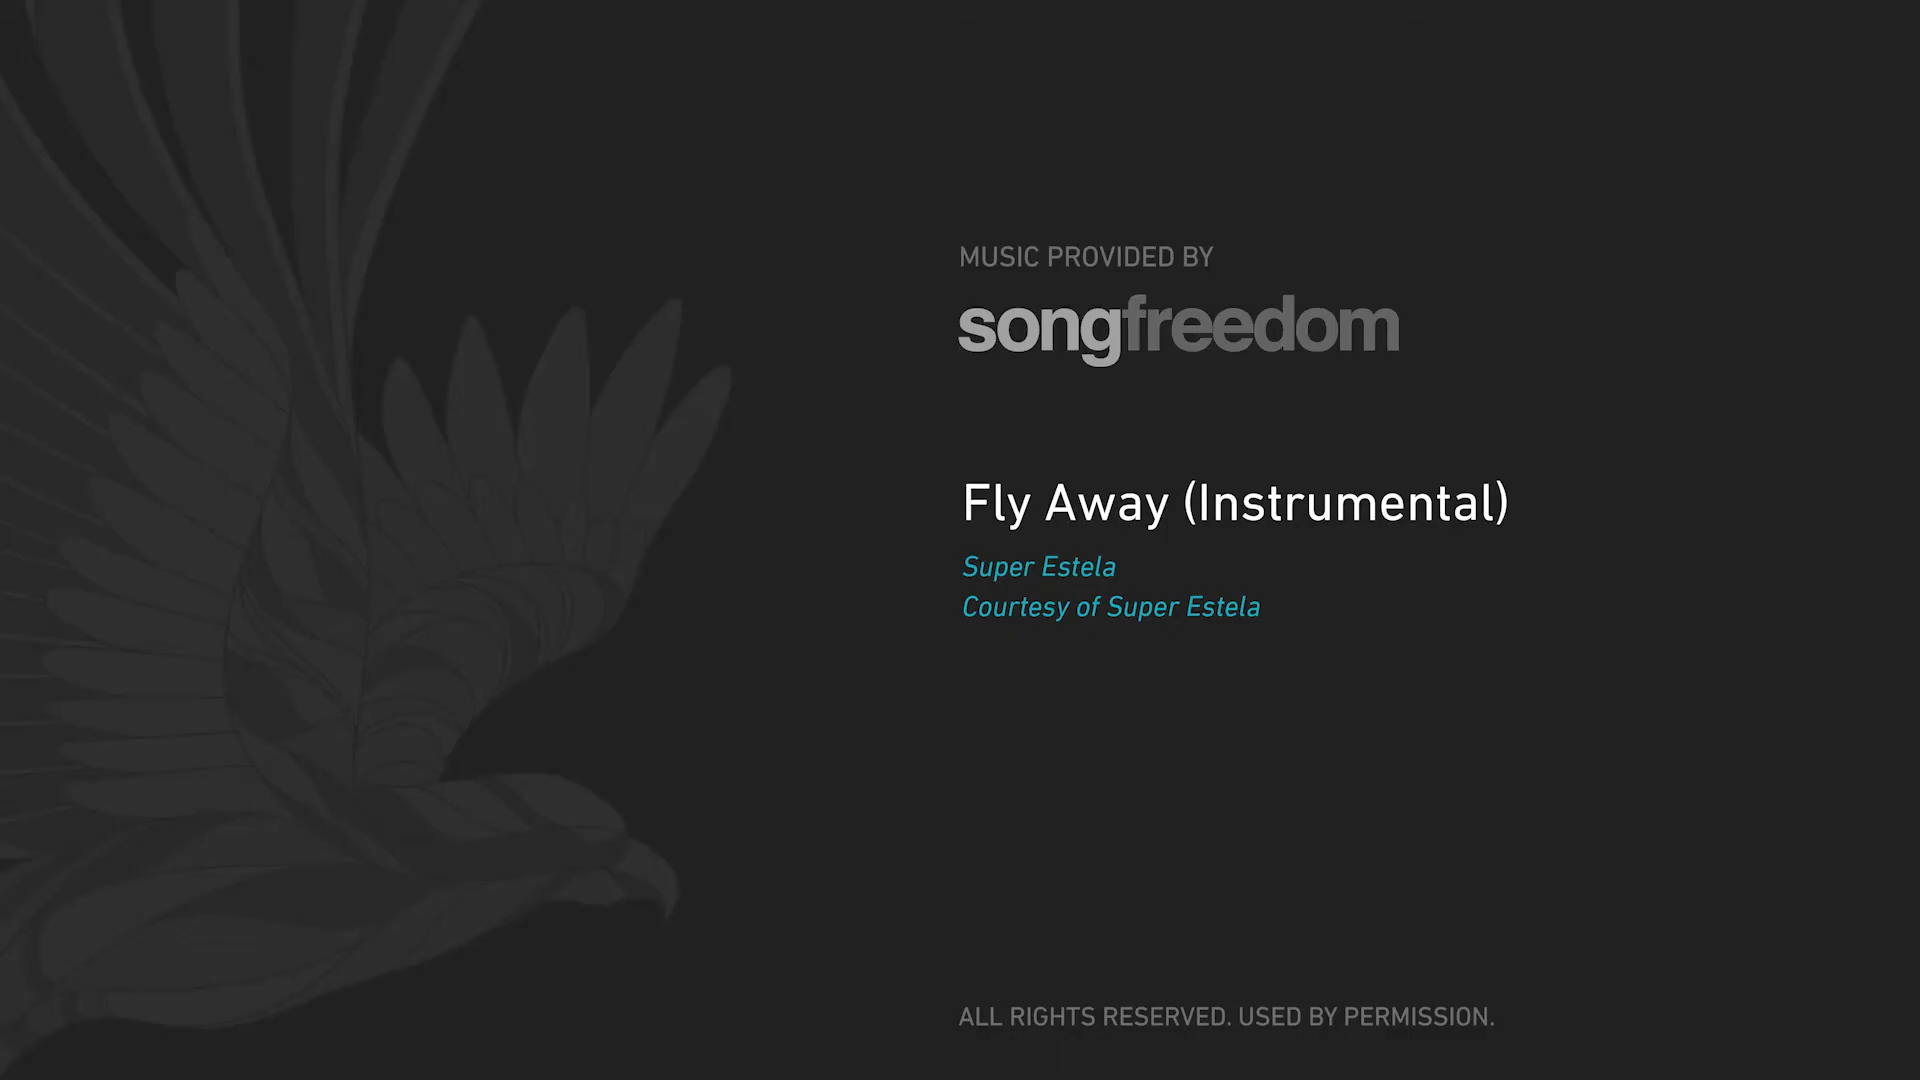 MUSIC PROVIDED BY
songfreedom
Fly Away (Instrumental)
Super Estela
Courtesy of Super Estela
ALL RIGHTS RESERVED. USED BY PERMISSION.